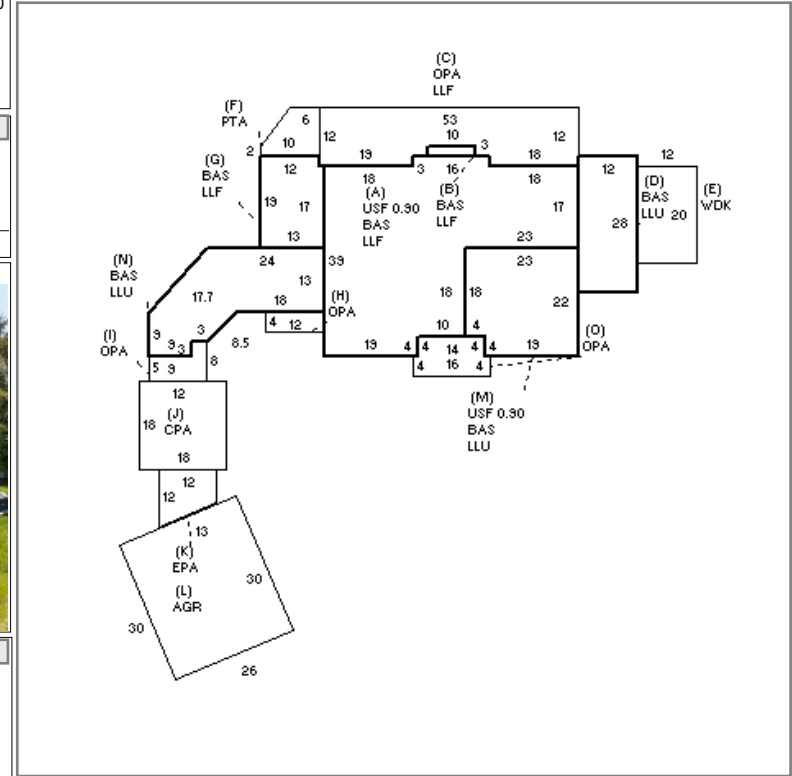 (C)
OPA
LLF
(F)
PTA
6
53
12
10
3
12
10
2
19
3
16
18
12
12
(G)
BAS
LLF
12
18
(A)
USF 0.90
BAS
LLF
(B)
BAS
LLF
18
12
(D)
BAS
LLU
20
(E)
WDK
19
17
17
28
13
23
(N)
BAS
LLU
24
39
23
13
17.7
18
(H)
OPA
18
18
22
4
12
10
4
(O)
OPA
9
9
3
3
(I)
OPA
8.5
19
4
4
14
4
4
19
5
9
8
4
16
4
12
(J)
CPA
18
18
(M)
USF 0.90
BAS
LLU
12
12
13
(K)
EPA
30
(L)
AGR
30
26